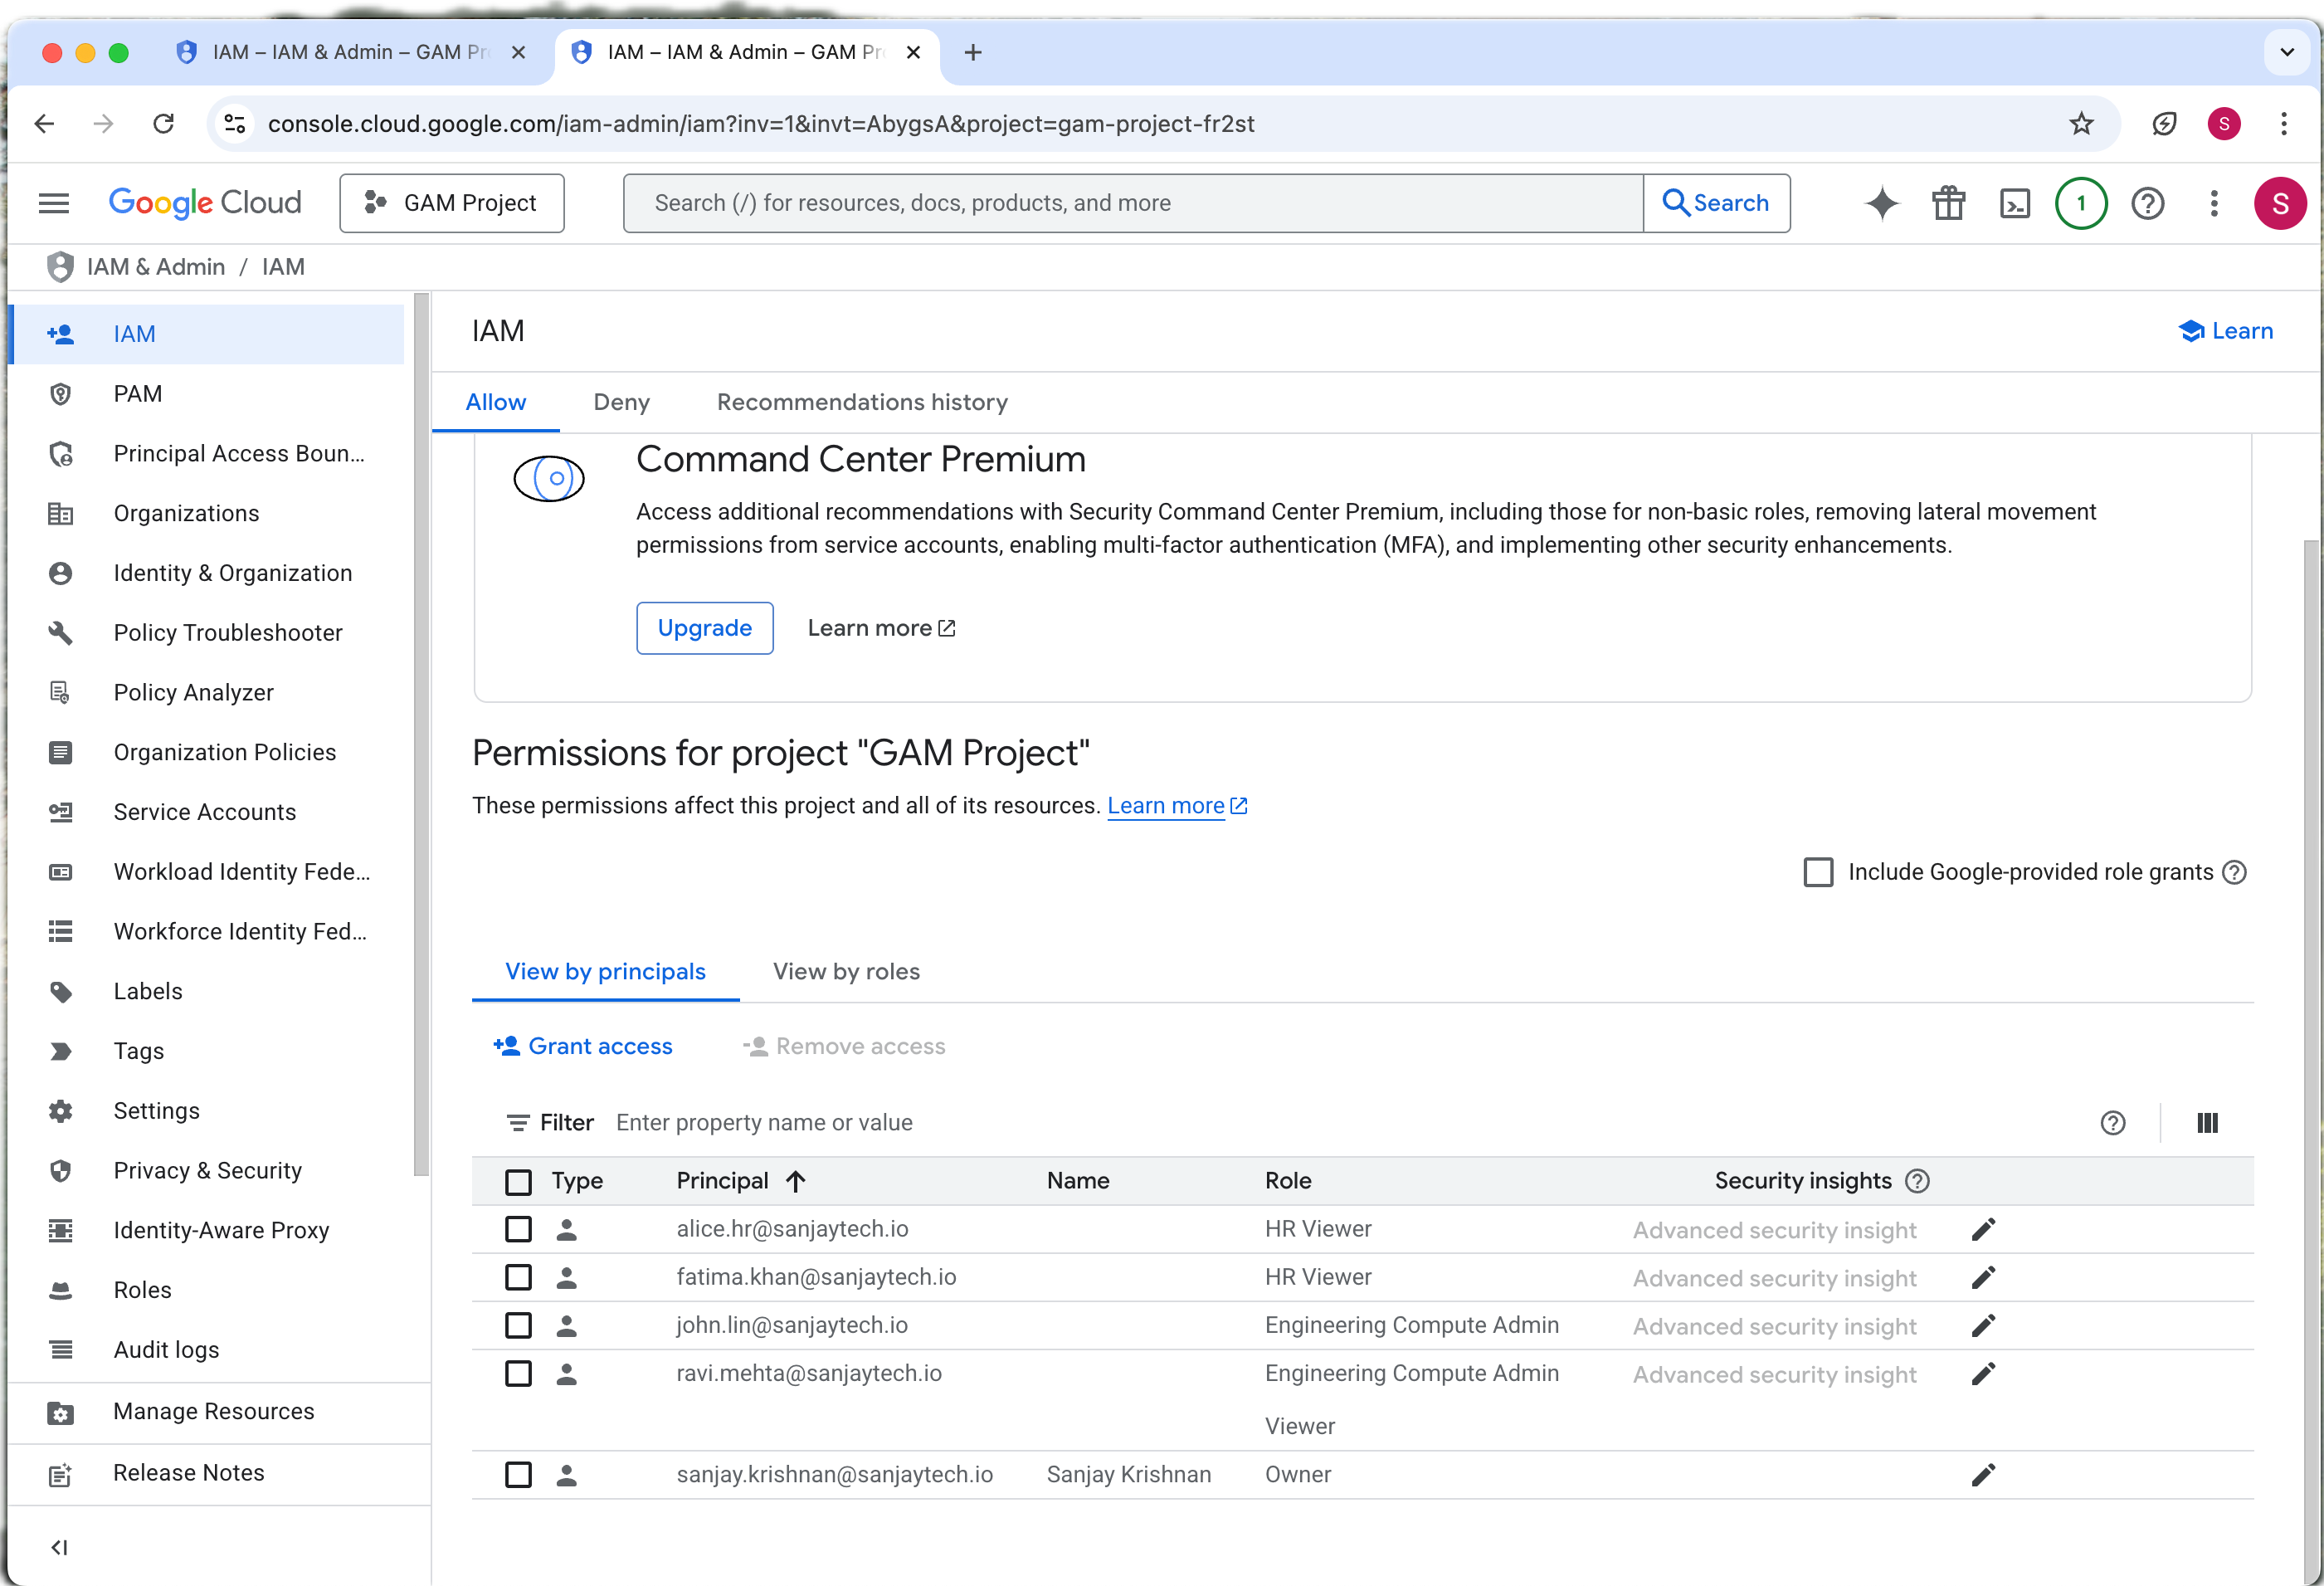 IAM – IAM & Admin – GAM Pr
IAM – IAM & Admin – GAM Pr
console.cloud.google.com/iam-admin/iam?inv=1&invt=AbygsA&project=gam-project-fr2st
S
Google Cloud
GAM Project
Search (/) for resources, docs, products, and more
Search
1
S
IAM & Admin / IAM
IAM
PAM
Principal Access Boun...
Organizations
Identity & Organization
Policy Troubleshooter
Policy Analyzer
Organization Policies
Service Accounts
Workload Identity Fede...
Workforce Identity Fed...
Labels
Tags
Settings
Privacy & Security
Identity-Aware Proxy
Roles
Audit logs
Manage Resources
Release Notes
IAM
Learn
Allow
Deny
Recommendations history
Command Center Premium
Access additional recommendations with Security Command Center Premium, including those for non-basic roles, removing lateral movement
permissions from service accounts, enabling multi-factor authentication (MFA), and implementing other security enhancements.
Upgrade
Learn more
Permissions for project "GAM Project"
These permissions affect this project and all of its resources. Learn more
Include Google-provided role grants
View by principals
View by roles
Grant access
Remove access
Filter Enter property name or value
Type Principal Name Role Security insights
alice.hr@sanjaytech.io HR Viewer Advanced security insight
fatima.khan@sanjaytech.io HR Viewer Advanced security insight
john.lin@sanjaytech.io Engineering Compute Admin Advanced security insight
ravi.mehta@sanjaytech.io Engineering Compute Admin Advanced security insight
Viewer
sanjay.krishnan@sanjaytech.io Sanjay Krishnan Owner